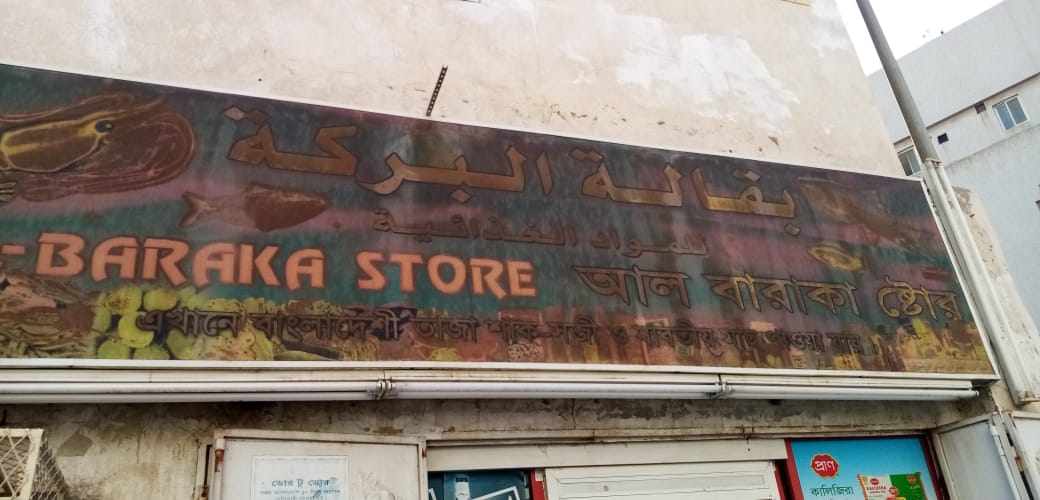 بقالة البركة
للمواد الغذائية
-BARAKA STORE
আল বারাকা ষ্টোর
এখানে বাংলাদেশী তাজা শাক সব্জী ও যাবতীয় মাছ পাওয়া যায়।
ডোর টু ডোর
প্রাণ
কালিজিরা